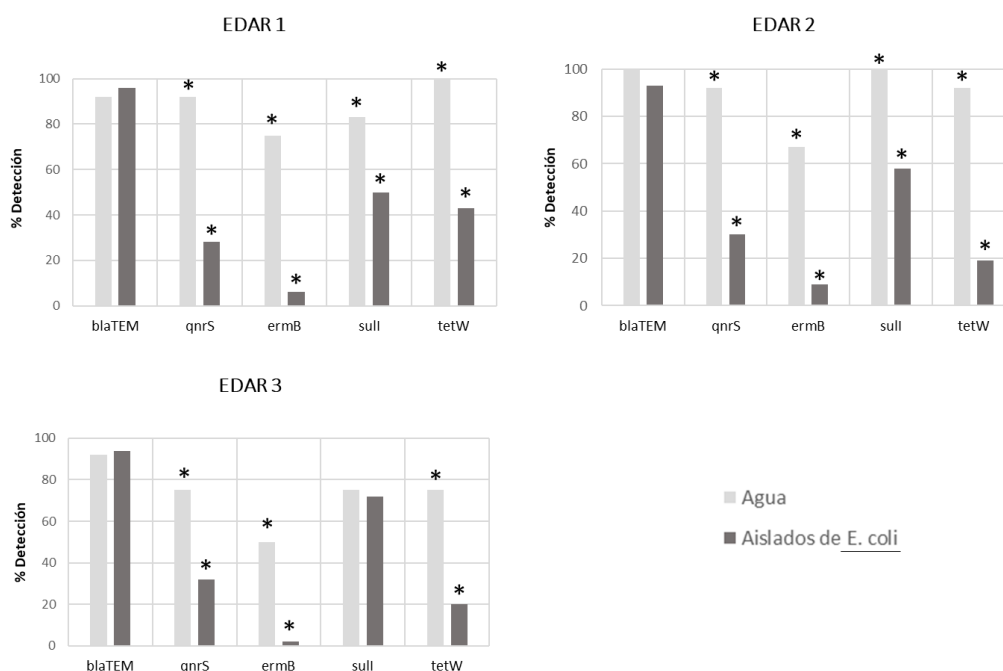 EDAR 1
% Detección
100
80
60
40
20
0
* * * * * * * *
blaTEM qnrS ermB sulI tetW
EDAR 2
% Detección
100
80
60
40
20
0
* * * * * * * *
blaTEM qnrS ermB sulI tetW
EDAR 3
% Detección
100
80
60
40
20
0
* * * * * *
blaTEM qnrS ermB sulI tetW
Agua
Aislados de E. coli